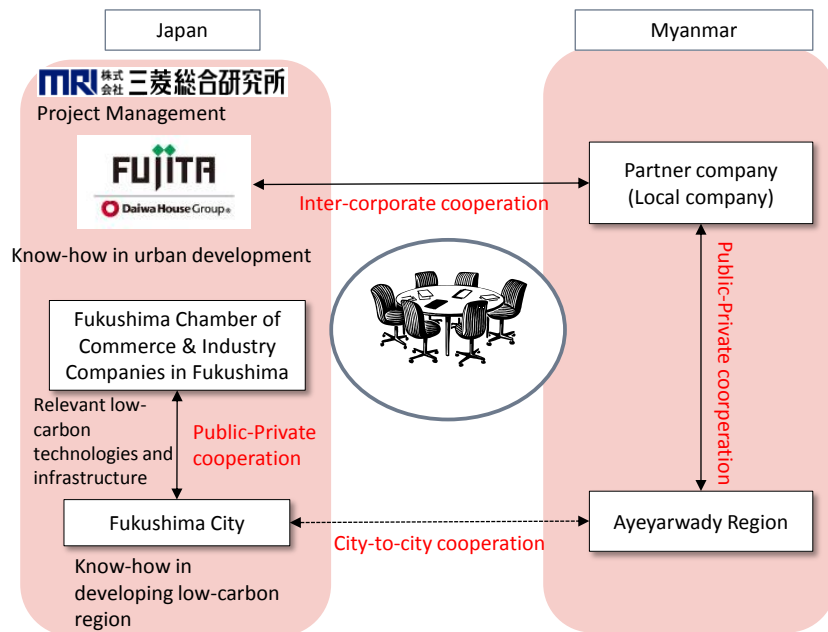 Japan
Myanmar
MRI 株式会社 三菱総合研究所
Project Management
FUJITA
Daiwa House Group®
Know-how in urban development
Partner company
(Local company)
Inter-corporate cooperation
Public-Private coorperation
Fukushima Chamber of
Commerce & Industry
Companies in Fukushima
Relevant low-
carbon
technologies and
infrastructure
Public-Private
cooperation
Fukushima City
Ayeyarwady Region
City-to-city cooperation
Know-how in
developing low-carbon
region